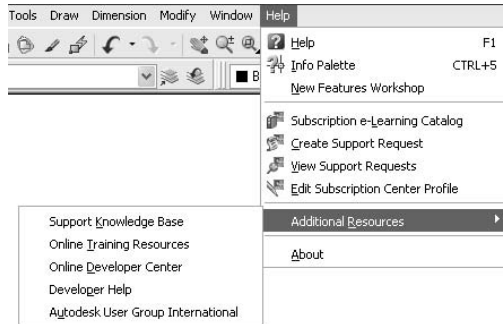 Tools Draw Dimension Modify Window Help
B
Help F1
Info Palette CTRL+5
New Features Workshop
Subscription e-Learning Catalog
Create Support Request
View Support Requests
Edit Subscription Center Profile
Additional Resources
About
Support Knowledge Base
Online Training Resources
Online Developer Center
Developer Help
Autodesk User Group International